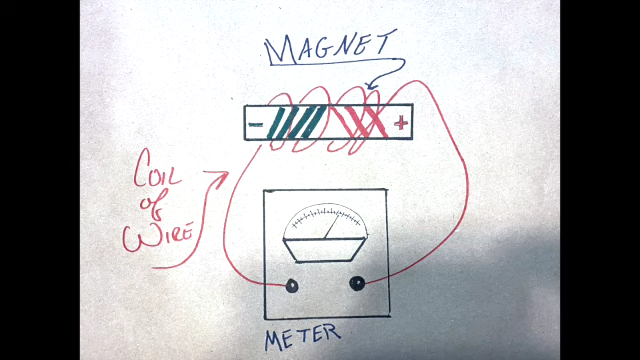 MAGNET
- +
COIL
of
WIRE
METER